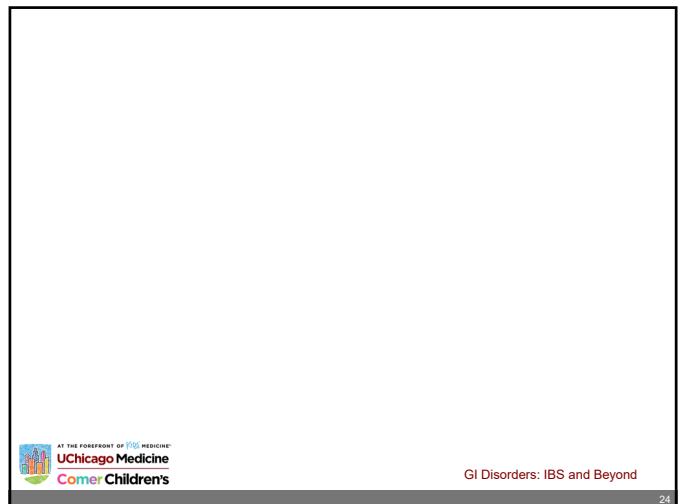 AT THE FOREFRONT OF KIDS MEDICINE®
UChicago Medicine
Comer Children's
GI Disorders: IBS and Beyond
24